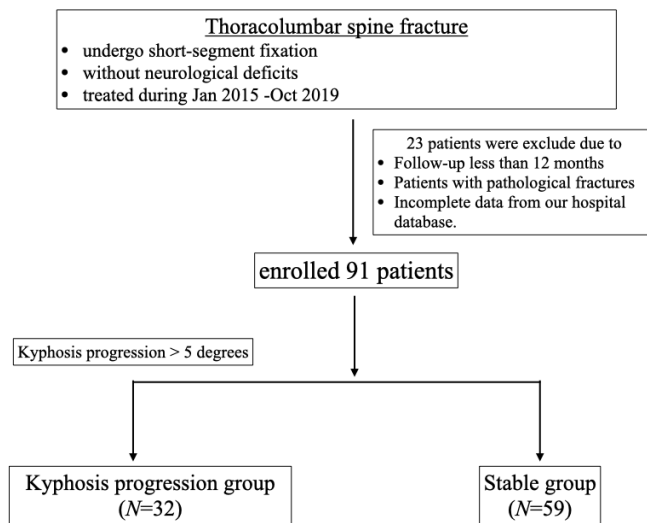 Thoracolumbar spine fracture
• undergo short-segment fixation
• without neurological deficits
• treated during Jan 2015 -Oct 2019
23 patients were exclude due to
• Follow-up less than 12 months
• Patients with pathological fractures
• Incomplete data from our hospital
database.
enrolled 91 patients
Kyphosis progression > 5 degrees
Kyphosis progression group
(N=32)
Stable group
(N=59)